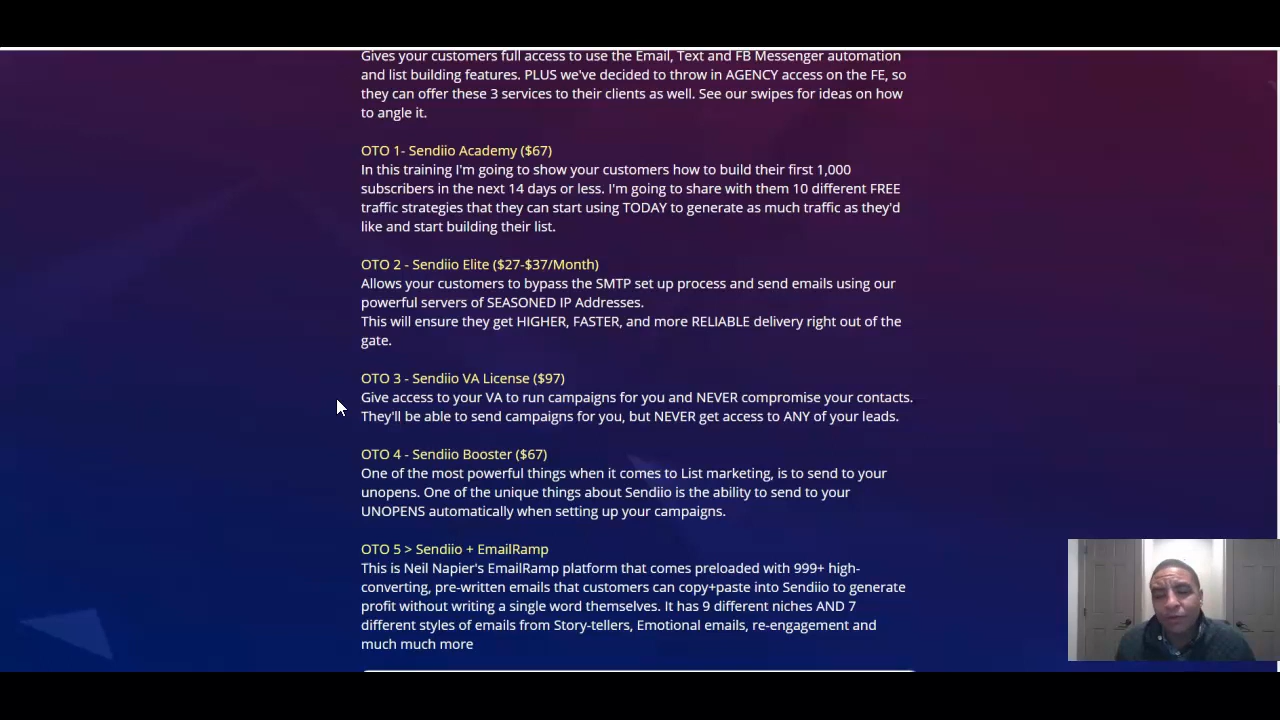 Gives your customers full access to use the Email, Text and FB Messenger automation
and list building features. PLUS we've decided to throw in AGENCY access on the FE, so
they can offer these 3 services to their clients as well. See our swipes for ideas on how
to angle it.
OTO 1- Sendiio Academy ($67)
In this training I'm going to show your customers how to build their first 1,000
subscribers in the next 14 days or less. I'm going to share with them 10 different FREE
traffic strategies that they can start using TODAY to generate as much traffic as they'd
like and start building their list.
OTO 2 - Sendiio Elite ($27-$37/Month)
Allows your customers to bypass the SMTP set up process and send emails using our
powerful servers of SEASONED IP Addresses.
This will ensure they get HIGHER, FASTER, and more RELIABLE delivery right out of the
gate.
OTO 3 - Sendiio VA License ($97)
Give access to your VA to run campaigns for you and NEVER compromise your contacts.
They'll be able to send campaigns for you, but NEVER get access to ANY of your leads.
OTO 4 - Sendiio Booster ($67)
One of the most powerful things when it comes to List marketing, is to send to your
unopens. One of the unique things about Sendiio is the ability to send to your
UNOPENS automatically when setting up your campaigns.
OTO 5 > Sendiio + EmailRamp
This is Neil Napier's EmailRamp platform that comes preloaded with 999+ high-
converting, pre-written emails that customers can copy+paste into Sendiio to generate
profit without writing a single word themselves. It has 9 different niches AND 7
different styles of emails from Story-tellers, Emotional emails, re-engagement and
much much more